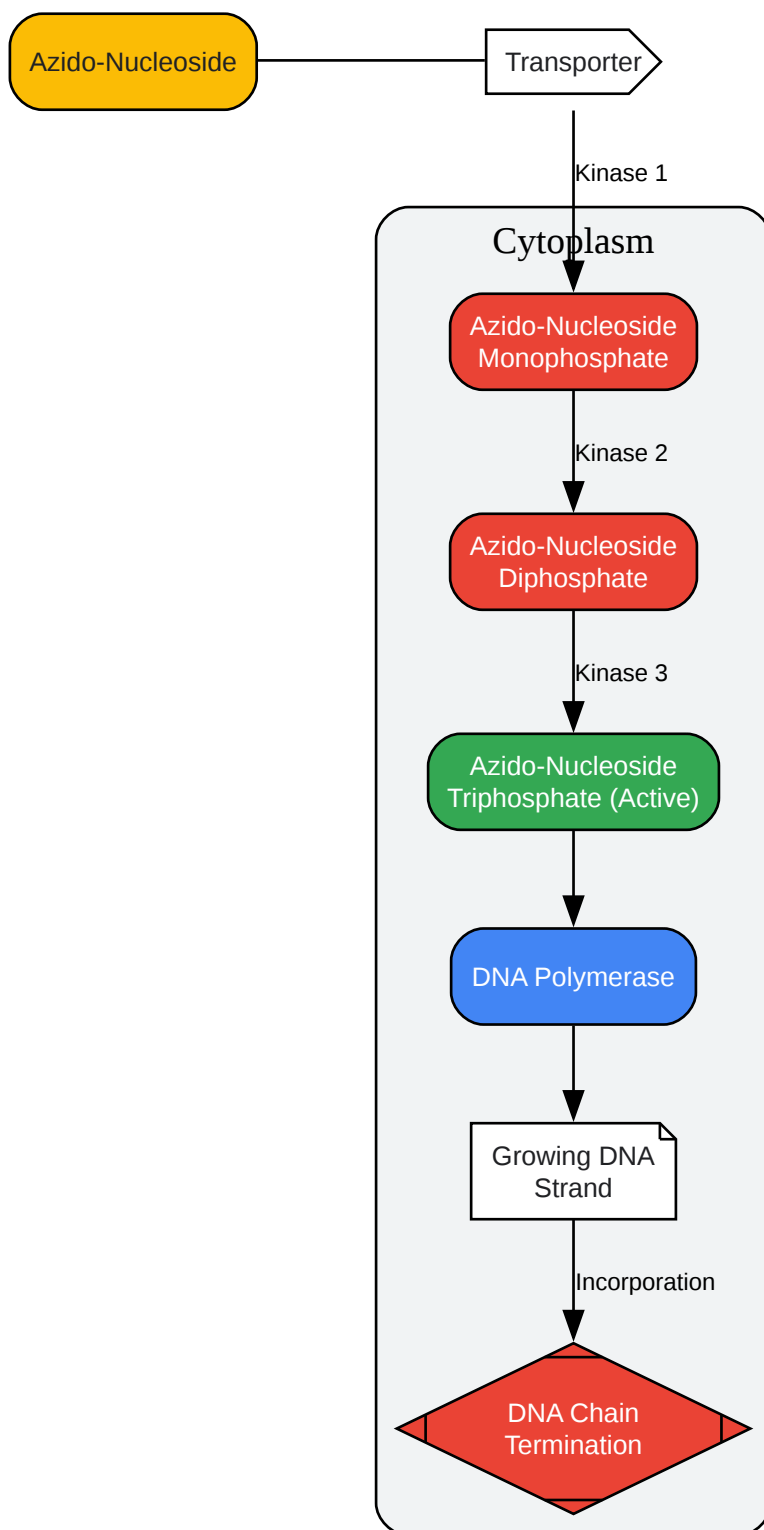 Azido-Nucleoside
Transporter
Kinase 1
Cytoplasm
Azido-Nucleoside
Monophosphate
Kinase 2
Azido-Nucleoside
Diphosphate
Kinase 3
Azido-Nucleoside
Triphosphate (Active)
DNA Polymerase
Growing DNA
Strand
Incorporation
DNA Chain
Termination